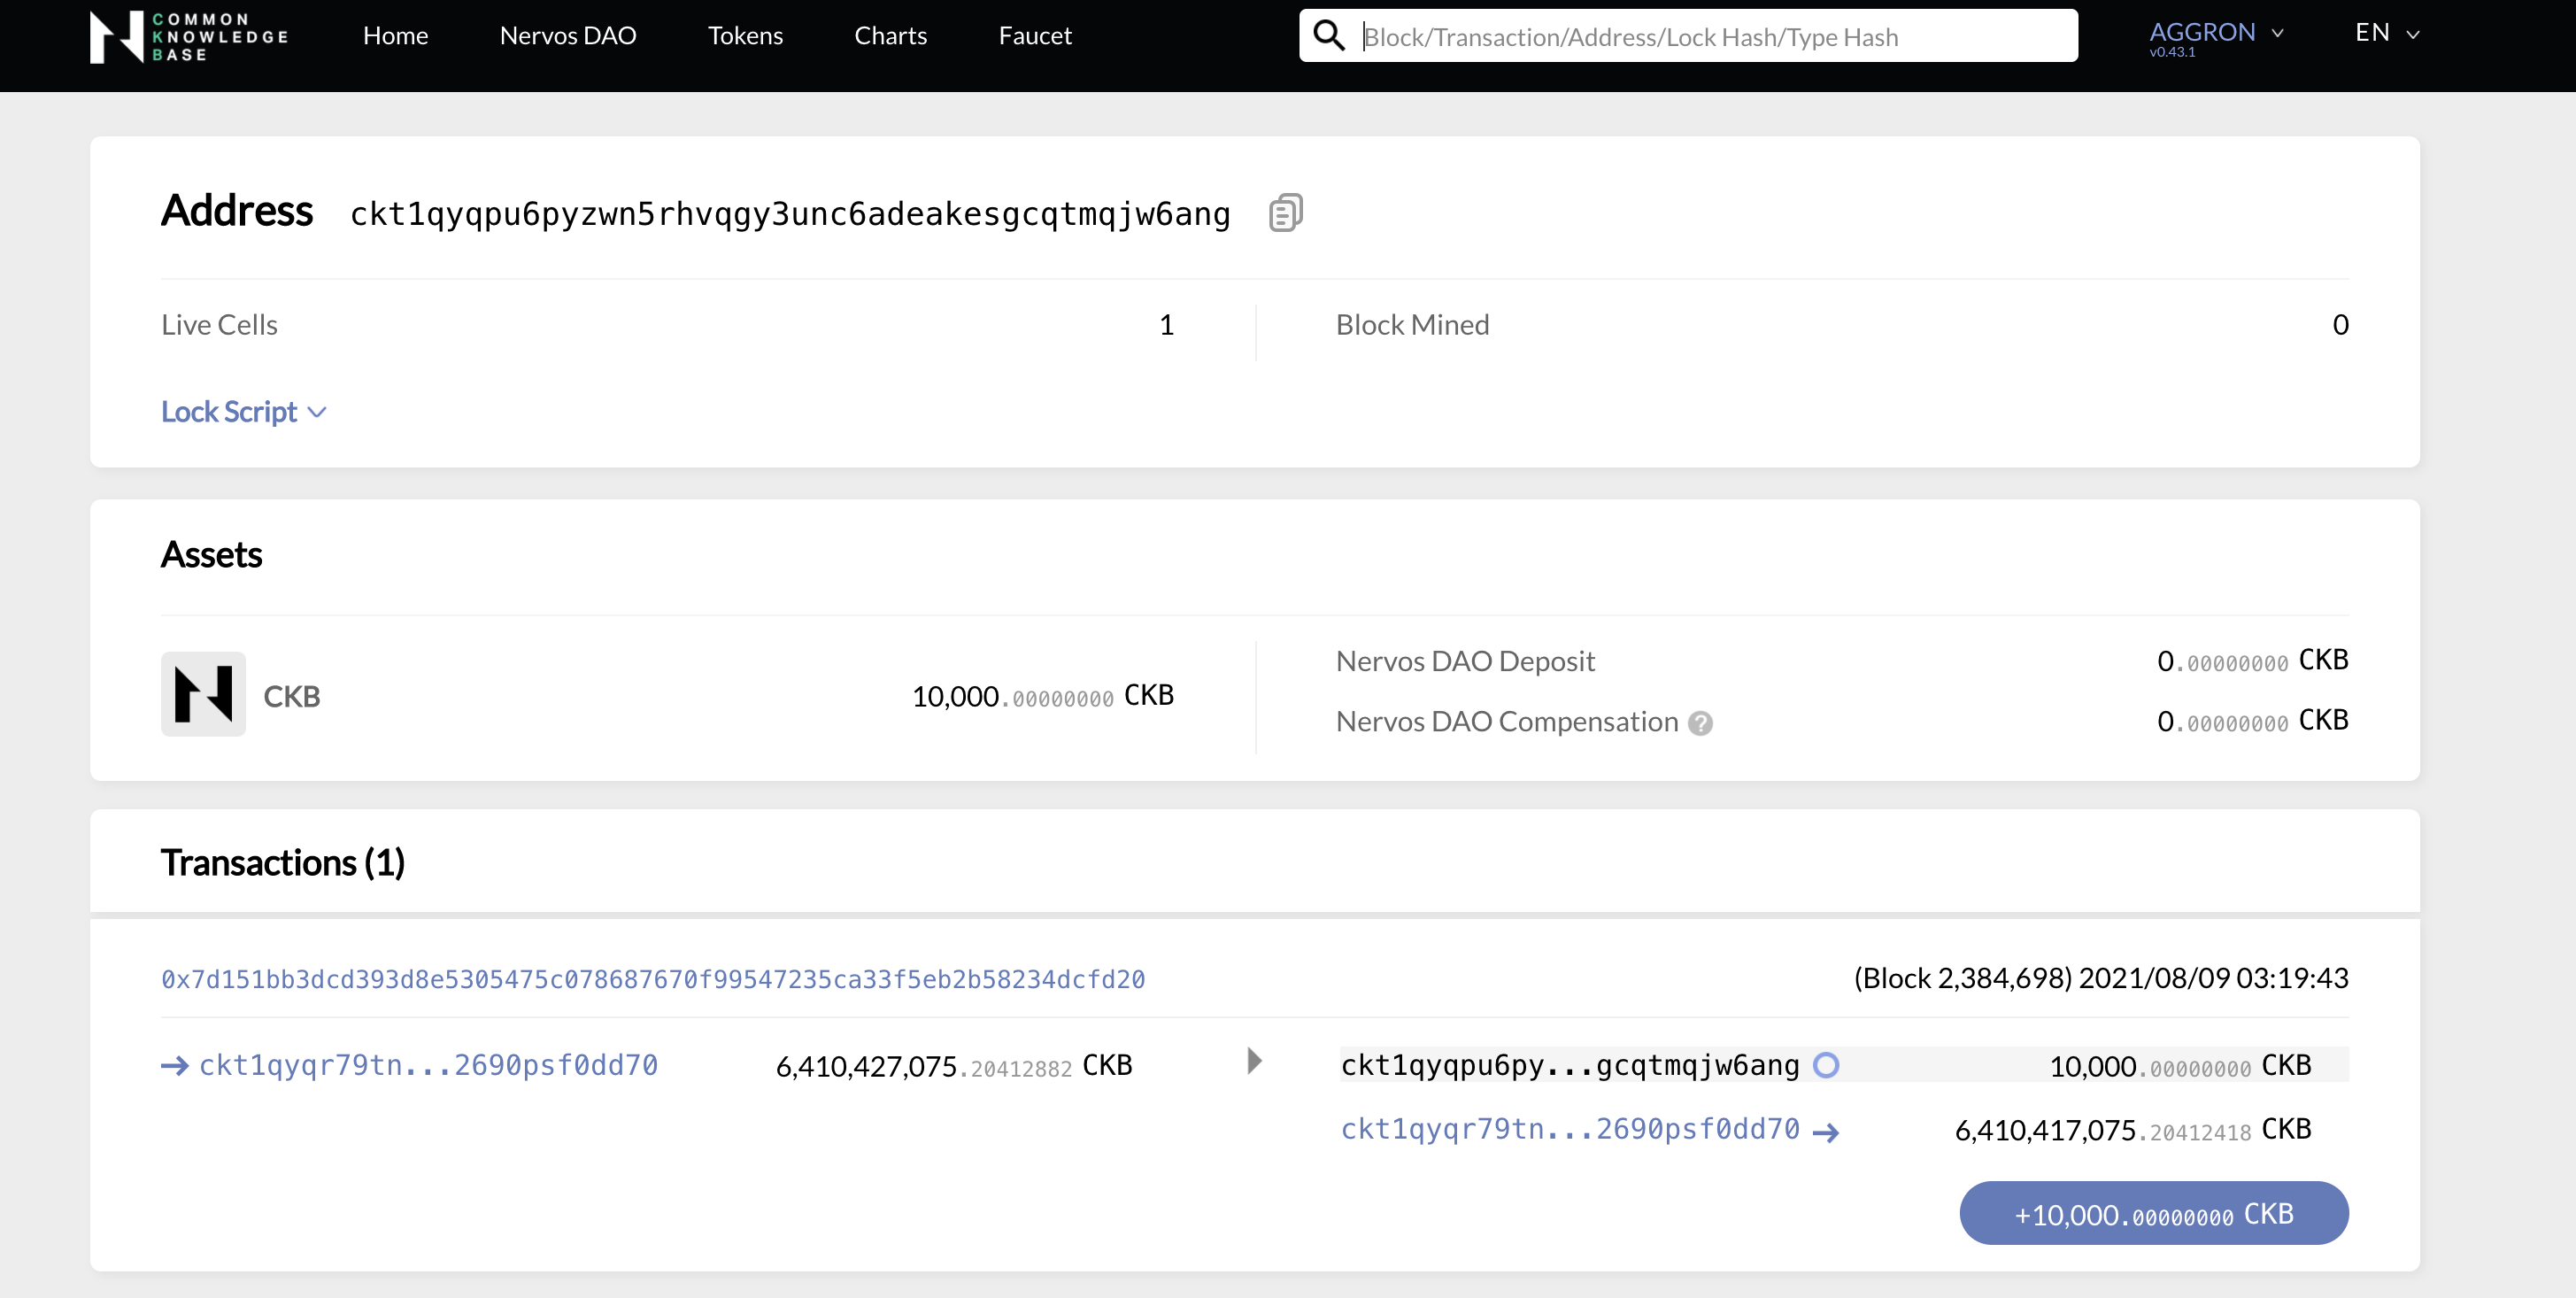 COMMON
KNOWLEDGE
BASE
Home Nervos DAO Tokens Charts Faucet
Block/Transaction/Address/Lock Hash/Type Hash
AGGRON
v0.43.1
EN
Address ckt1qyqpu6pyzwn5rhvqgy3unc6adeakesgcqtmqjw6ang
Live Cells 1
Block Mined 0
Lock Script
Assets
CKB 10,000.00000000 CKB
Nervos DAO Deposit 0.00000000 CKB
Nervos DAO Compensation ? 0.00000000 CKB
Transactions (1)
0x7d151bb3dcd393d8e5305475c078687670f99547235ca33f5eb2b58234dcfd20 (Block 2,384,698) 2021/08/09 03:19:43
ckt1qyqr79tn...2690psf0dd70 6,410,427,075.20412882 CKB
ckt1qyqpu6py...gcqtmqjw6ang 10,000.00000000 CKB
ckt1qyqr79tn...2690psf0dd70 6,410,417,075.20412418 CKB
+10,000.00000000 CKB